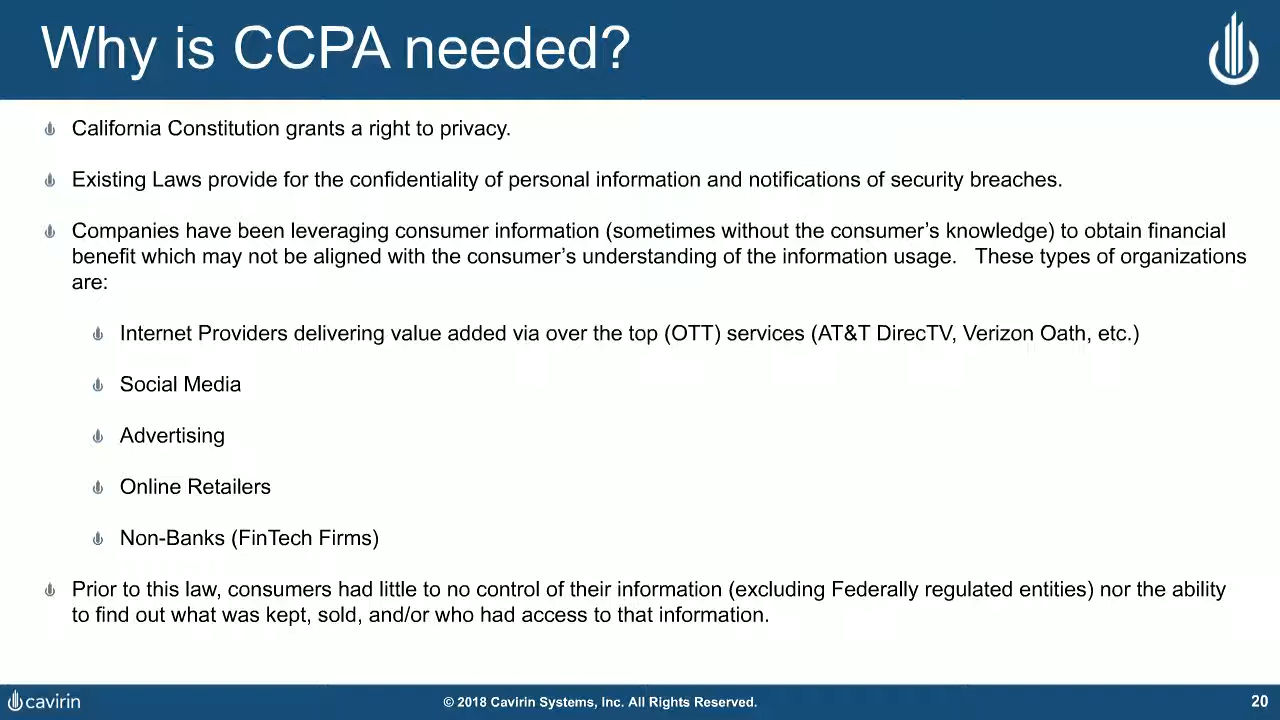 Why is CCPA needed?
California Constitution grants a right to privacy.
Existing Laws provide for the confidentiality of personal information and notifications of security breaches.
Companies have been leveraging consumer information (sometimes without the consumer’s knowledge) to obtain financial
benefit which may not be aligned with the consumer’s understanding of the information usage.   These types of organizations
are:
Internet Providers delivering value added via over the top (OTT) services (AT&T DirecTV, Verizon Oath, etc.)
Social Media
Advertising
Online Retailers
Non-Banks (FinTech Firms)
Prior to this law, consumers had little to no control of their information (excluding Federally regulated entities) nor the ability
to find out what was kept, sold, and/or who had access to that information.
cavirin
© 2018 Cavirin Systems, Inc. All Rights Reserved.
20